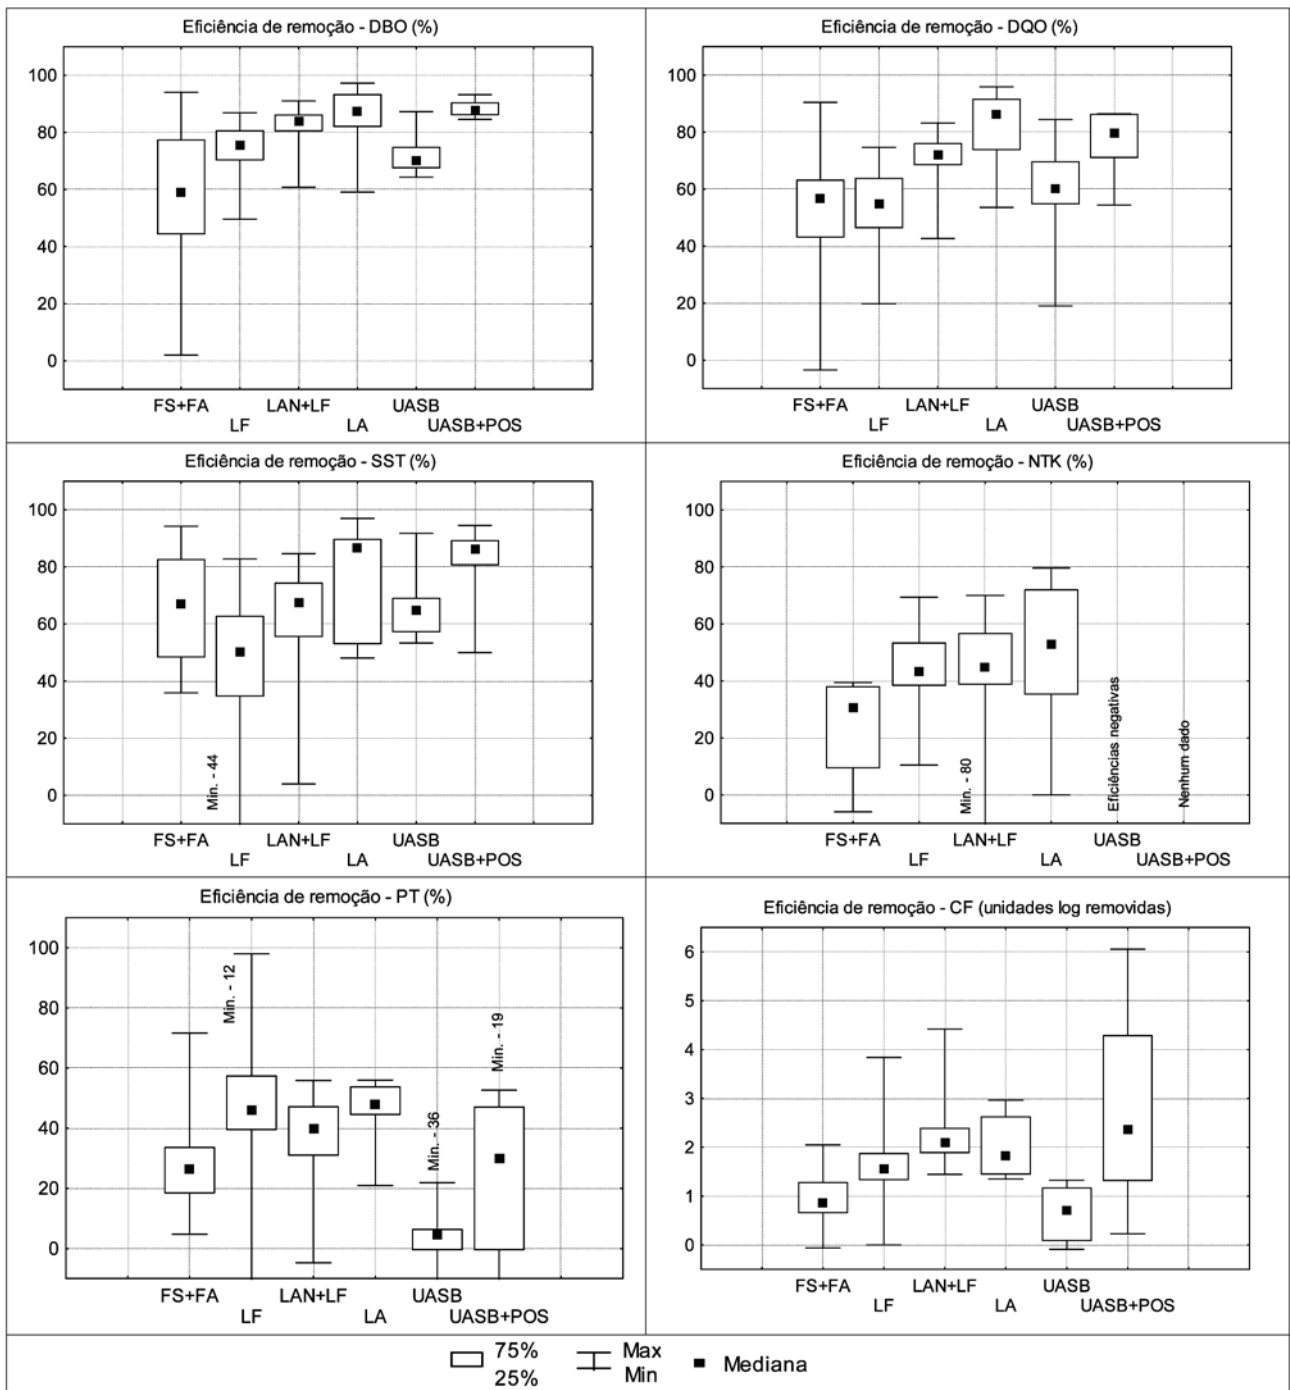 Eficiência de remoção - DBO (%)
100
80
60
40
20
0
FS+FA
LAN+LF
UASB
LF
LA
UASB+POS
Eficiência de remoção - DQO (%)
100
80
60
40
20
0
FS+FA
LAN+LF
UASB
LF
LA
UASB+POS
Eficiência de remoção - SST (%)
100
80
60
40
20
0
Min. - 44
FS+FA
LAN+LF
UASB
LF
LA
UASB+POS
Eficiência de remoção - NTK (%)
100
80
60
40
20
0
Min. - 80
Eficiências negativas
Nenhum dado
FS+FA
LAN+LF
UASB
LF
LA
UASB+POS
Eficiência de remoção - PT (%)
100
80
60
40
20
0
Min. - 12
Min. - 36
Min. - 19
FS+FA
LAN+LF
UASB
LF
LA
UASB+POS
Eficiência de remoção - CF (unidades log removidas)
6
5
4
3
2
1
0
FS+FA
LAN+LF
UASB
LF
LA
UASB+POS
75%
25%
Max
Min
Mediana